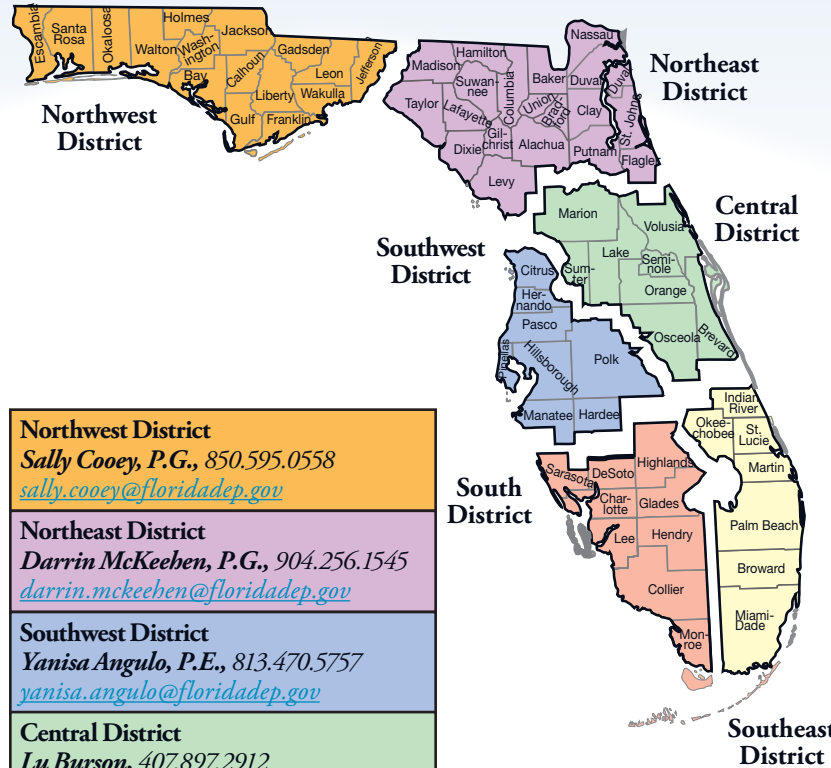 Escambia
Santa
Rosa
Okaloosa
Holmes
Walton
Wash-
ington
Jackson
Bay
Calhoun
Gadsden
Leon
Jefferson
Liberty
Wakulla
Gulf
Franklin
Northwest
District
Nassau
Hamilton
Madison
Suwan-
nee
Columbia
Baker
Duval
Duval
Taylor
Lafayette
Union
Brad-
ford
Clay
St. Johns
Gil-
christ
Dixie
Alachua
Putnam
Flagler
Levy
Northeast
District
Marion
Volusia
Lake
Semi-
nole
Sum-
ter
Orange
Osceola
Brevard
Central
District
Southwest
District
Citrus
Her-
nando
Pasco
Pinellas
Hillsborough
Polk
Manatee
Hardee
Indian
River
Okee-
chobee
St.
Lucie
Martin
Palm Beach
Broward
Miami-
Dade
Southeast
District
South
District
Sarasota
DeSoto
Highlands
Char-
lotte
Glades
Lee
Hendry
Collier
Mon-
roe
Northwest District
Sally Cooey, P.G., 850.595.0558
sally.cooey@floridadep.gov
Northeast District
Darrin McKeehen, P.G., 904.256.1545
darrin.mckeehen@floridadep.gov
Southwest District
Yanisa Angulo, P.E., 813.470.5757
yanisa.angulo@floridadep.gov
Central District
Lu Burson, 407.897.2912